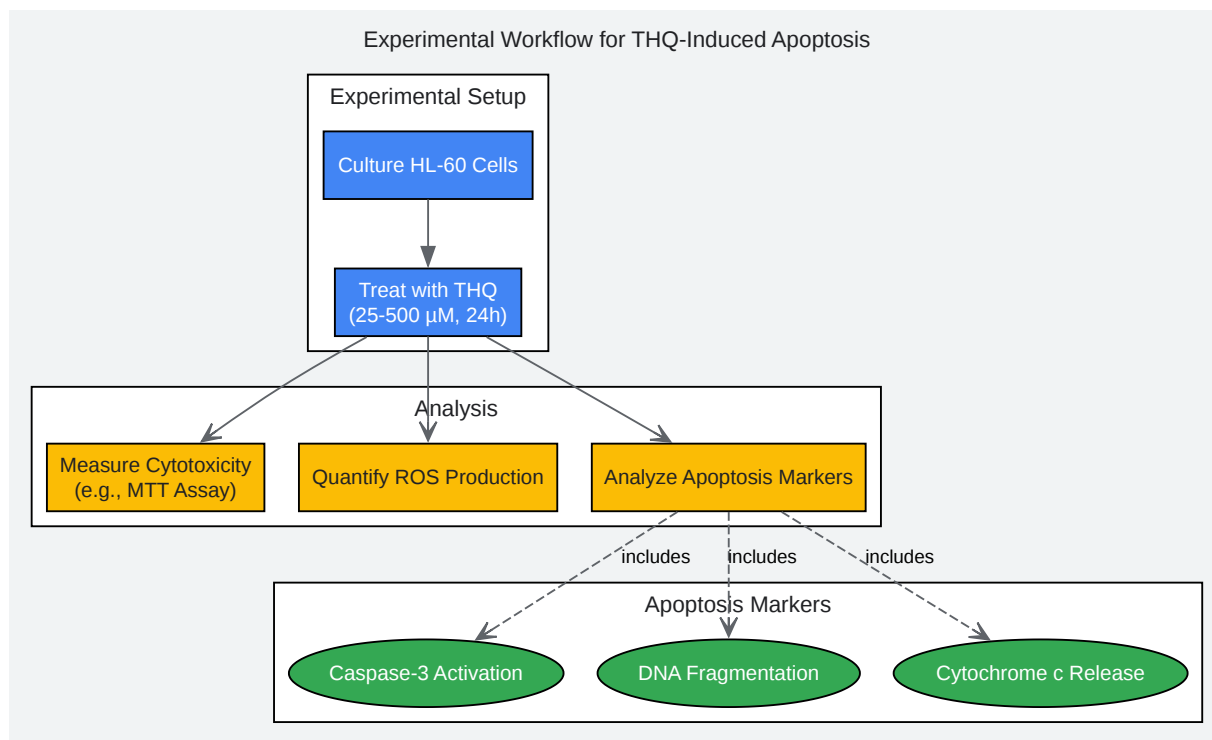 Experimental Workflow for THQ-Induced Apoptosis
Experimental Setup
Culture HL-60 Cells
Treat with THQ
(25-500 µM, 24h)
Analysis
Measure Cytotoxicity
(e.g., MTT Assay)
Quantify ROS Production
Analyze Apoptosis Markers
includes
includes
includes
Apoptosis Markers
Caspase-3 Activation
DNA Fragmentation
Cytochrome c Release